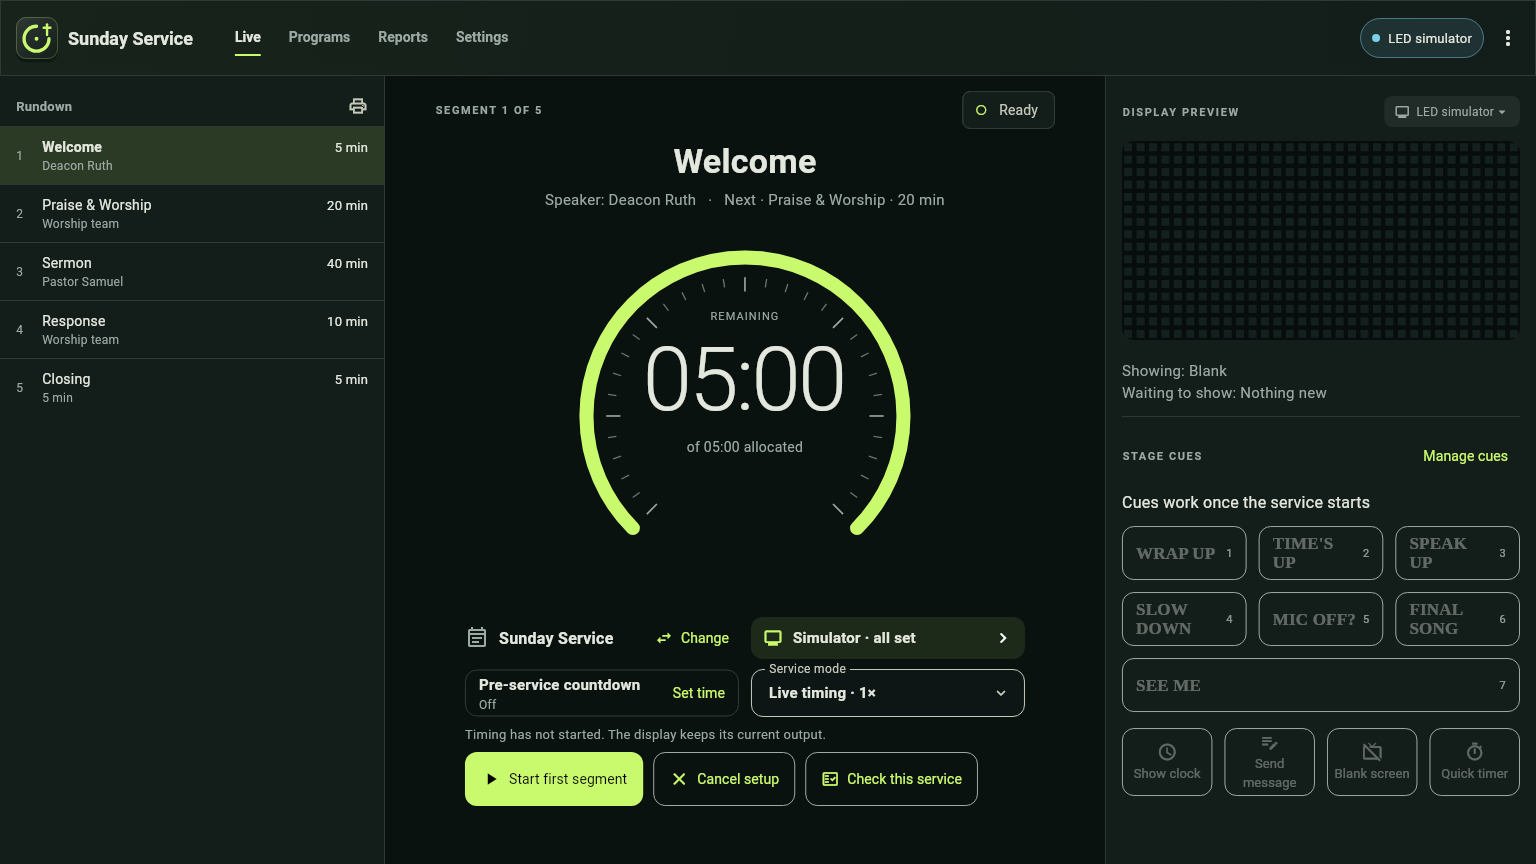 Sunday Service
Live
Programs
Reports
Settings
LED simulator
Rundown
1
Welcome
Deacon Ruth
5 min
2
Praise & Worship
Worship team
20 min
3
Sermon
Pastor Samuel
40 min
4
Response
Worship team
10 min
5
Closing
5 min
5 min
SEGMENT 1 OF 5
Ready
Welcome
Speaker: Deacon Ruth · Next · Praise & Worship · 20 min
REMAINING
05:00
of 05:00 allocated
Sunday Service
Change
Simulator · all set
Pre-service countdown
Off
Set time
Service mode
Live timing · 1×
Timing has not started. The display keeps its current output.
Start first segment
Cancel setup
Check this service
DISPLAY PREVIEW
LED simulator
Showing: Blank
Waiting to show: Nothing new
STAGE CUES
Manage cues
Cues work once the service starts
WRAP UP 1
TIME'S
UP
2
SPEAK
UP
3
SLOW
DOWN
4
MIC OFF? 5
FINAL
SONG
6
SEE ME 7
Show clock
Send
message
Blank screen
Quick timer